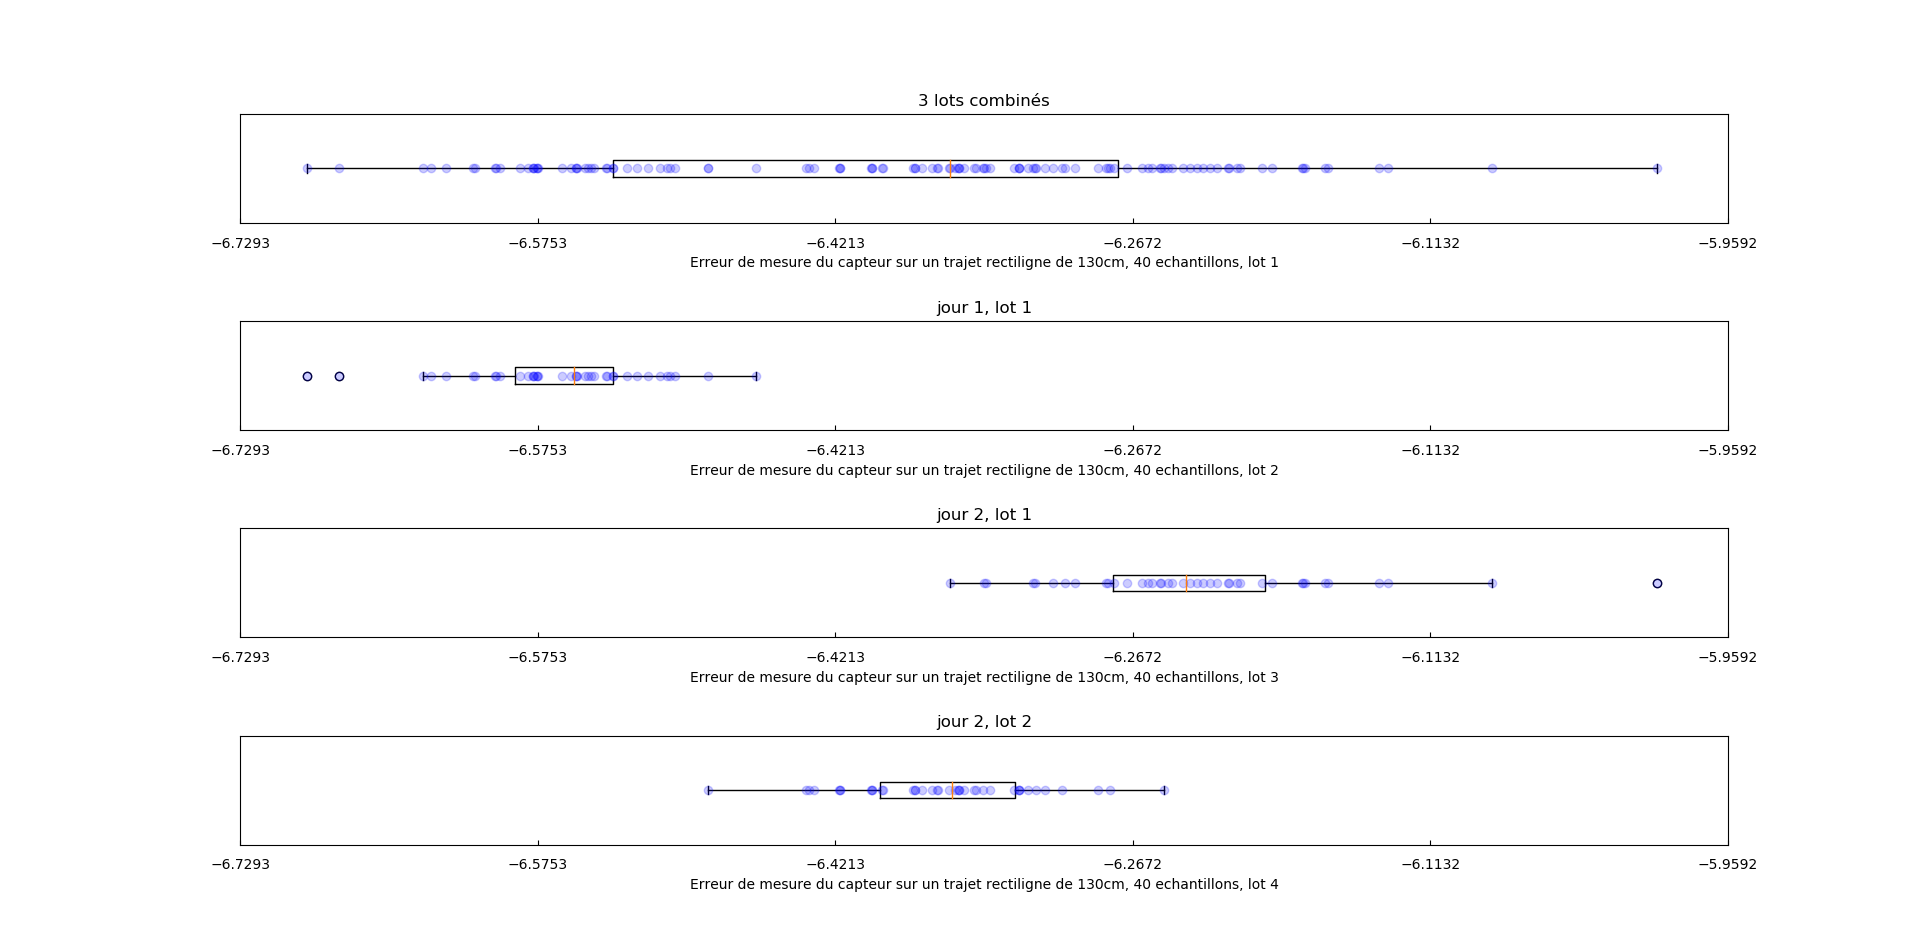 3 lots combinés
−6.7293 −6.5753 −6.4213 −6.2672 −6.1132 −5.9592
Erreur de mesure du capteur sur un trajet rectiligne de 130cm, 40 echantillons, lot 1
jour 1, lot 1
−6.7293 −6.5753 −6.4213 −6.2672 −6.1132 −5.9592
Erreur de mesure du capteur sur un trajet rectiligne de 130cm, 40 echantillons, lot 2
jour 2, lot 1
−6.7293 −6.5753 −6.4213 −6.2672 −6.1132 −5.9592
Erreur de mesure du capteur sur un trajet rectiligne de 130cm, 40 echantillons, lot 3
jour 2, lot 2
−6.7293 −6.5753 −6.4213 −6.2672 −6.1132 −5.9592
Erreur de mesure du capteur sur un trajet rectiligne de 130cm, 40 echantillons, lot 4